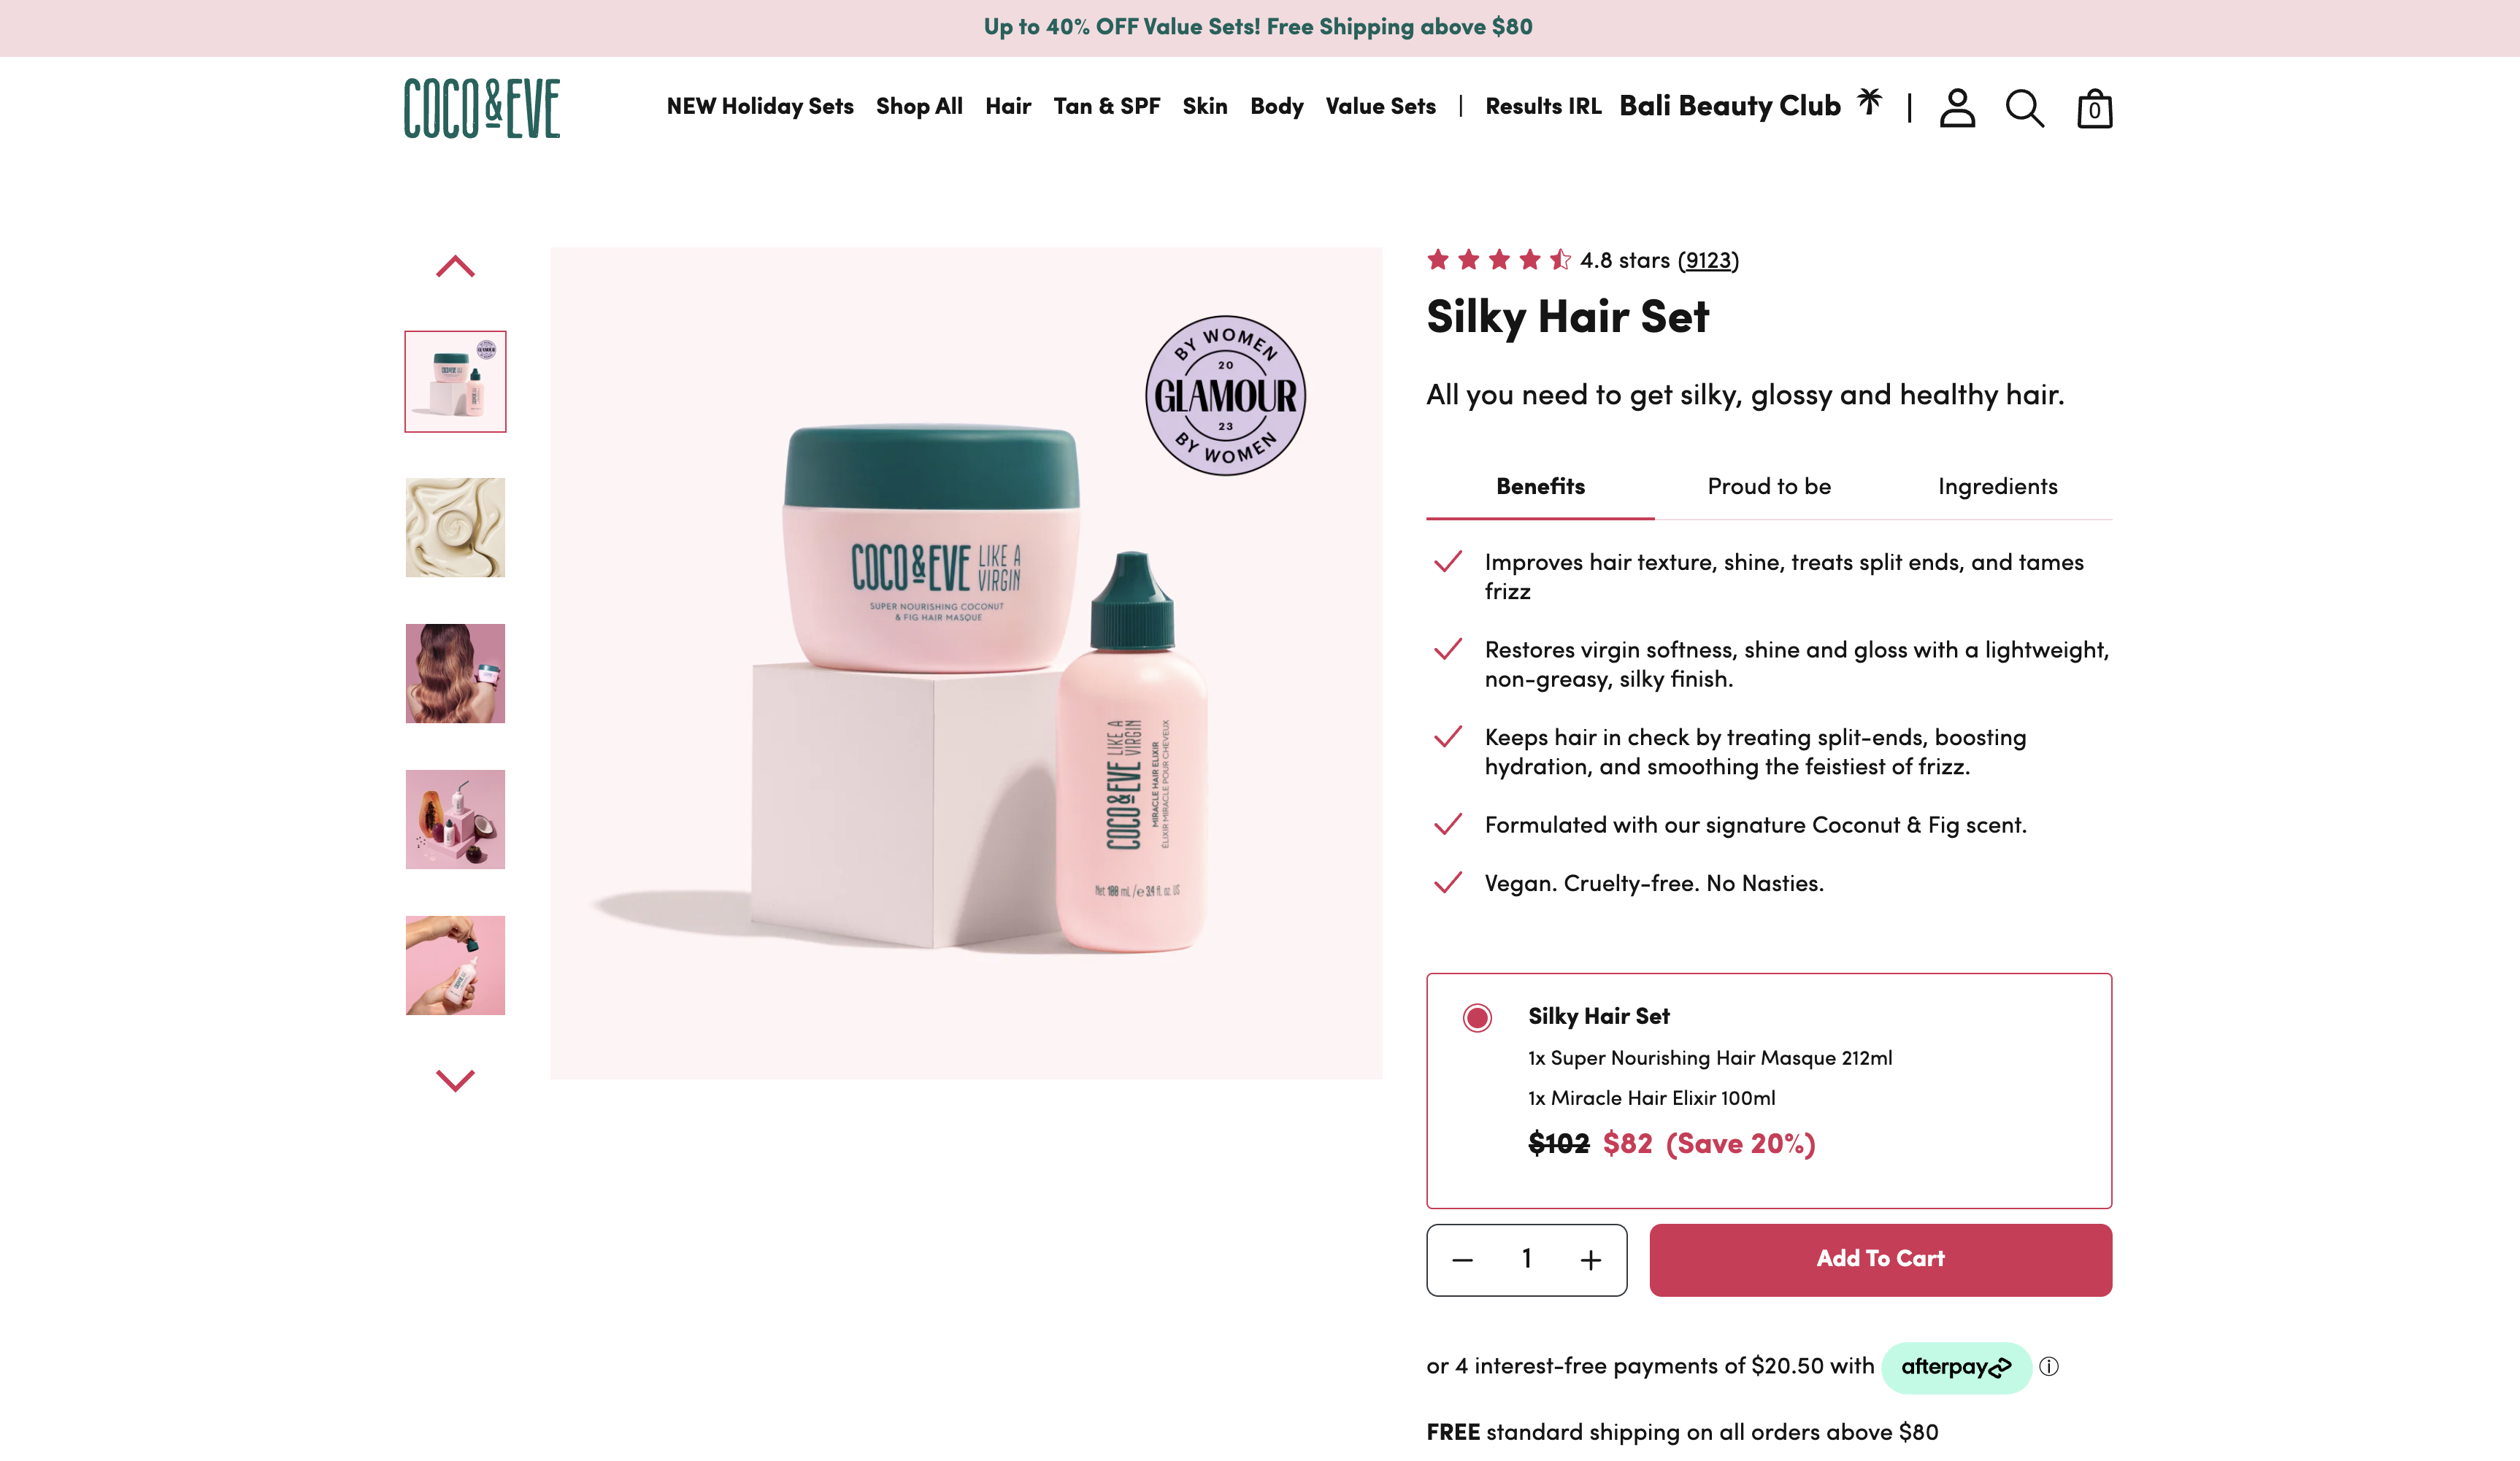 Up to 40% OFF Value Sets! Free Shipping above $80
COCO&EVE
NEW Holiday Sets Shop All Hair Tan & SPF Skin Body Value Sets | Results IRL Bali Beauty Club |
0
4.8 stars (9123)
Silky Hair Set
All you need to get silky, glossy and healthy hair.
Benefits Proud to be Ingredients
Improves hair texture, shine, treats split ends, and tames
frizz
Restores virgin softness, shine and gloss with a lightweight,
non-greasy, silky finish.
Keeps hair in check by treating split-ends, boosting
hydration, and smoothing the feistiest of frizz.
Formulated with our signature Coconut & Fig scent.
Vegan. Cruelty-free. No Nasties.
BY WOMEN
20
GLAMOUR
23
BY WOMEN
COCO&EVE LIKE A
VIRGIN
SUPER NOURISHING COCONUT
& FIG HAIR MASQUE
COCO&EVE LIKE A
VIRGIN
MIRACLE HAIR ELIXIR
ÉLIXIR MIRACLE POUR CHEVEUX
Net 100 mL /e 3.4 fl. oz. US
Silky Hair Set
1x Super Nourishing Hair Masque 212ml
1x Miracle Hair Elixir 100ml
$102 $82 (Save 20%)
1
Add To Cart
or 4 interest-free payments of $20.50 with afterpay
FREE standard shipping on all orders above $80